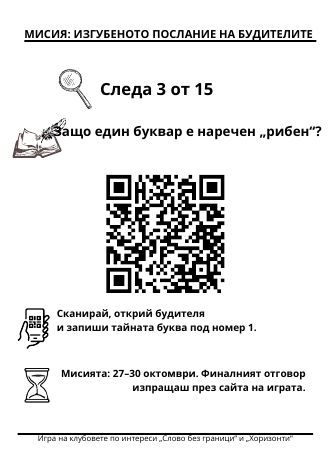 МИСИЯ: ИЗГУБЕНОТО ПОСЛАНИЕ НА БУДИТЕЛИТЕ
Следа 3 от 15
Защо един буквар е наречен „рибен“?
Сканирай, открий будителя
и запиши тайната буква под номер 1.
Мисията: 27–30 октомври. Финалният отговор
изпращаш през сайта на играта.
Игра на клубовете по интереси „Слово без граници“ и „Хоризонти“